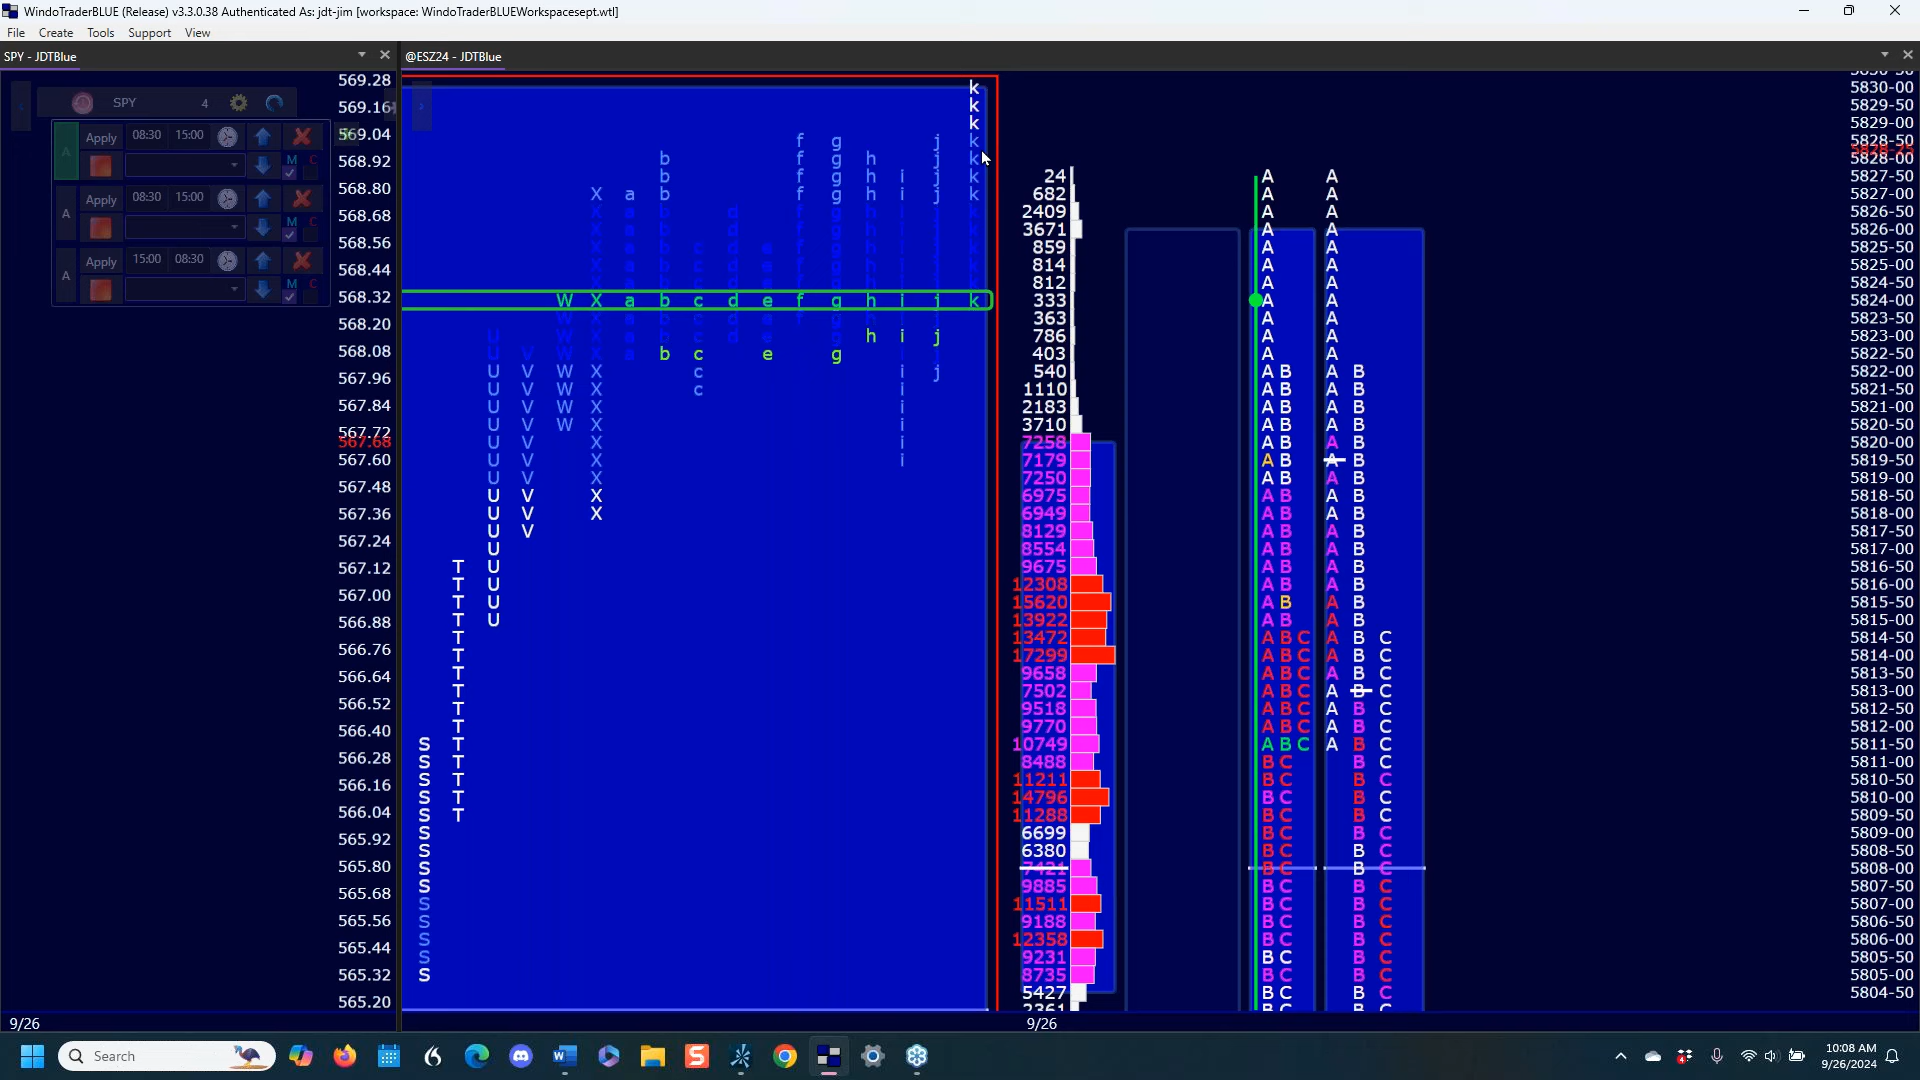 WindoTraderBLUE (Release) v3.3.0.38 Authenticated As: jdt-jim [workspace: WindoTraderBLUEWorkspacesept.wtl]
File Create Tools Support View
SPY - JDTBlue
@ESZ24 - JDTBlue
SPY 4
A Apply 08:30 15:00
M C
A Apply 08:30 15:00
M C
A Apply 15:00 08:30
M C
569.28
569.16
569.04
568.92
568.80
568.68
568.56
568.44
568.32
568.20
568.08
567.96
567.84
567.72
567.68
567.60
567.48
567.36
567.24
567.12
567.00
566.88
566.76
566.64
566.52
566.40
566.28
566.16
566.04
565.92
565.80
565.68
565.56
565.44
565.32
565.20
k
k
k
f g j k
b f g h j k
b f g h i j k
X a b f g h i j k
W X a b c d e f g h i j k
h i j
b c e g
U V W X c i j
U V W X c i
U V W X i
U V W X i
U V X i
U V X i
U V X
U V X
U V X
U V
U
T U
T U
T U
T U
T
T
T
T
T
T
S T
S T
S T
S T
S T
S
S
S
S
S
S
S
S
S
24 A A
682 A A
2409 A A
3671 A A
859 A A
814 A A
812 A A
333 A A
363 A A
786 A A
403 A A
540 A B A B
1110 A B A B
2183 A B A B
3710 A B A B
7258 A B A B
7179 A B A B
7250 A B A B
6975 A B A B
6949 A B A B
8129 A B A B
8554 A B A B
9675 A B A B
12308 A B A B
15620 A B A B
13922 A B A B
13472 A B C A B C
17299 A B C A B C
9658 A B C A B C
7502 A B C A B C
9518 A B C A B C
9770 A B C A B C
10749 A B C A B C
8488 B C B C
11211 B C B C
14796 B C B C
11288 B C B C
6699 B C B C
6380 B C B C
7421 B C B C
9885 B C B C
11511 B C B C
9188 B C B C
12358 B C B C
9231 B C B C
8735 B C B C
5427 B C B C
2361 B C B C
5830-00
5829-50
5829-00
5828-50
5828-25
5828-00
5827-50
5827-00
5826-50
5826-00
5825-50
5825-00
5824-50
5824-00
5823-50
5823-00
5822-50
5822-00
5821-50
5821-00
5820-50
5820-00
5819-50
5819-00
5818-50
5818-00
5817-50
5817-00
5816-50
5816-00
5815-50
5815-00
5814-50
5814-00
5813-50
5813-00
5812-50
5812-00
5811-50
5811-00
5810-50
5810-00
5809-50
5809-00
5808-50
5808-00
5807-50
5807-00
5806-50
5806-00
5805-50
5805-00
5804-50
9/26
9/26
Search
10:08 AM
9/26/2024